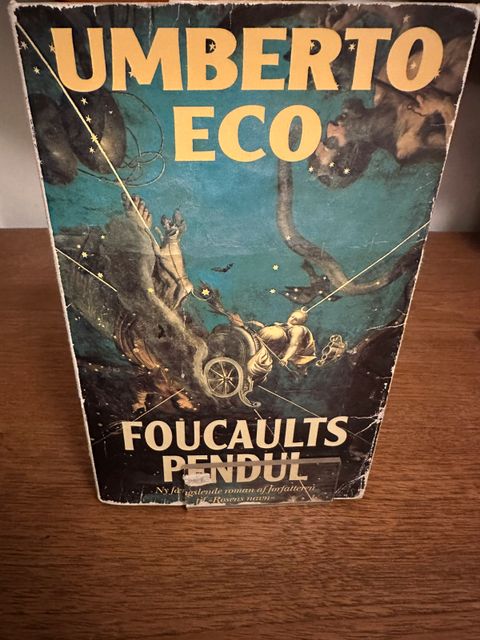 UMBERTO
ECO
FOUCAULTS
PENDUL
Ny fængslende roman af forfatteren
til »Rosens navn«